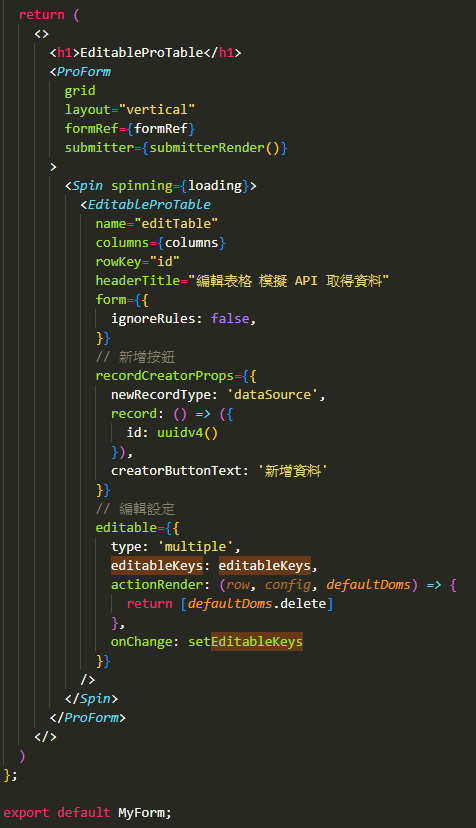 return (
<>
<h1>EditableProTable</h1>
<ProForm
grid
layout="vertical"
formRef={formRef}
submitter={submitterRender()}
>
<Spin spinning={loading}>
<EditableProTable
name="editTable"
columns={columns}
rowKey="id"
headerTitle="編輯表格 模擬 API 取得資料"
form={{
ignoreRules: false,
}}
// 新增按鈕
recordCreatorProps={{
newRecordType: 'dataSource',
record: () => ({
id: uuidv4()
}),
creatorButtonText: '新增資料'
}}
// 編輯設定
editable={{
type: 'multiple',
editableKeys: editableKeys,
actionRender: (row, config, defaultDoms) => {
return [defaultDoms.delete]
},
onChange: setEditableKeys
}}
/>
</Spin>
</ProForm>
</>
)
};
export default MyForm;